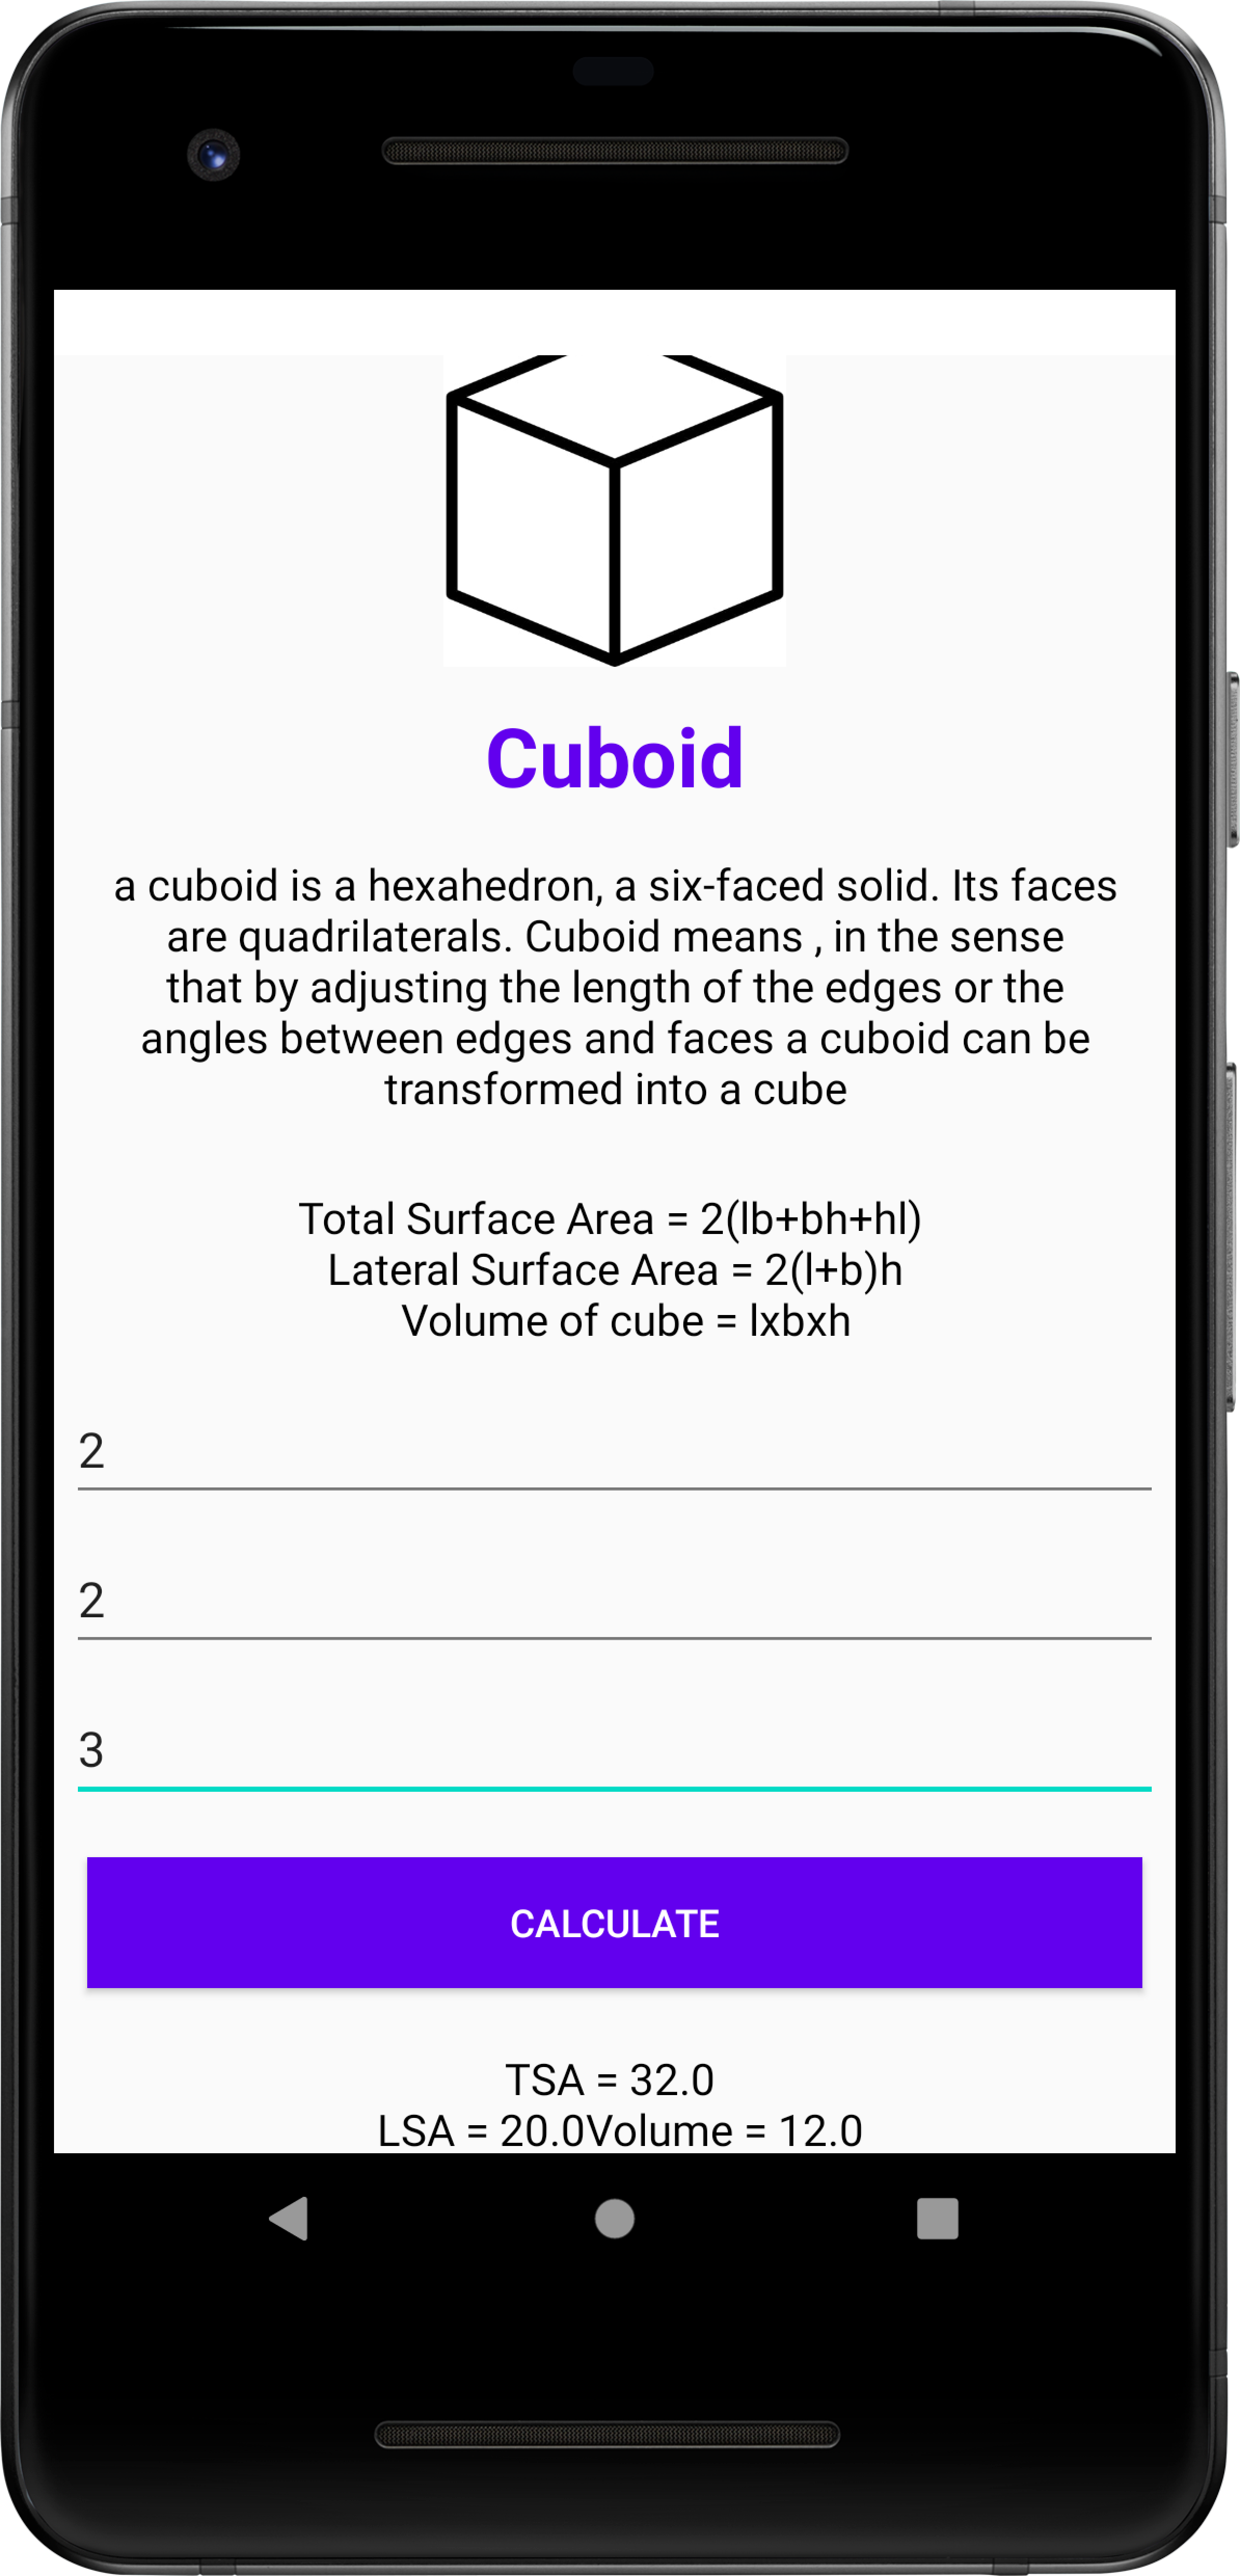 Cuboid
a cuboid is a hexahedron, a six-faced solid. Its faces
are quadrilaterals. Cuboid means , in the sense
that by adjusting the length of the edges or the
angles between edges and faces a cuboid can be
transformed into a cube
Total Surface Area = 2(lb+bh+hl)
Lateral Surface Area = 2(l+b)h
Volume of cube = lxbxh
2
2
3
CALCULATE
TSA = 32.0
LSA = 20.0Volume = 12.0